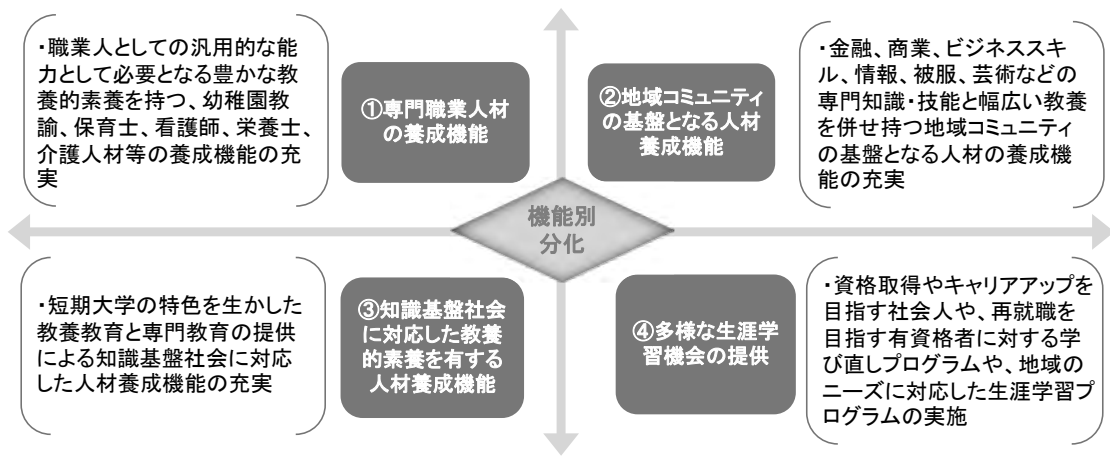 ・職業人としての汎用的な能
力として必要となる豊かな教
養的素養を持つ、幼稚園教
諭、保育士、看護師、栄養士、
介護人材等の養成機能の充
実
①専門職業人材
の養成機能
②地域コミュニティ
の基盤となる人材
養成機能
・金融、商業、ビジネススキ
ル、情報、被服、芸術などの
専門知識・技能と幅広い教養
を併せ持つ地域コミュニティ
の基盤となる人材の養成機
能の充実
機能別
分化
・短期大学の特色を生かした
教養教育と専門教育の提供
による知識基盤社会に対応
した人材養成機能の充実
③知識基盤社会
に対応した教養
的素養を有する
人材養成機能
④多様な生涯学
習機会の提供
・資格取得やキャリアアップを
目指す社会人や、再就職を
目指す有資格者に対する学
び直しプログラムや、地域の
ニーズに対応した生涯学習プ
ログラムの実施